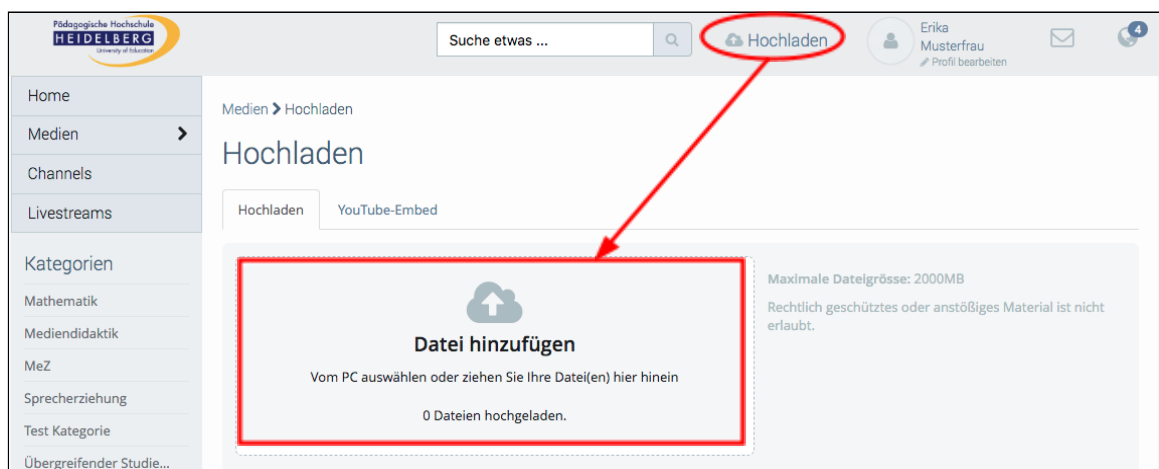 Pädagogische Hochschule
HEIDELBERG
University of Education
Suche etwas ...
Hochladen
Erika
Musterfrau
Profil bearbeiten
4
Home
Medien
Channels
Livestreams
Kategorien
Mathematik
Mediendidaktik
MeZ
Sprecherziehung
Test Kategorie
Übergreifender Studie...
Medien > Hochladen
Hochladen
Hochladen YouTube-Embed
Datei hinzufügen
Vom PC auswählen oder ziehen Sie Ihre Datei(en) hier hinein
0 Dateien hochgeladen.
Maximale Dateigrösse: 2000MB
Rechtlich geschütztes oder anstößiges Material ist nicht
erlaubt.